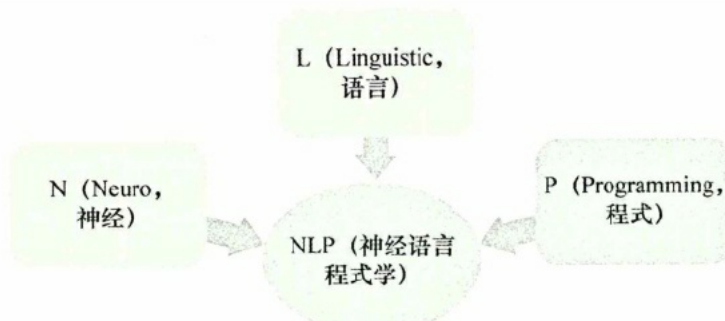 L（Linguistic，
语言）
N（Neuro，
神经）
P（Programming，
程式）
NLP（神经语言
程式学）